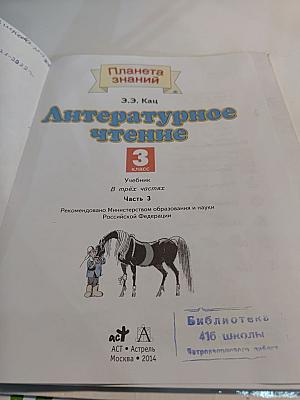 Планета
знаний
Э.Э. Кац
Литературное
чтение
3
класс
Учебник
В трёх частях
Часть 3
Рекомендовано Министерством образования и науки
Российской Федерации
Библиотека
416 школы
АСТ • Астрель
Москва • 2014